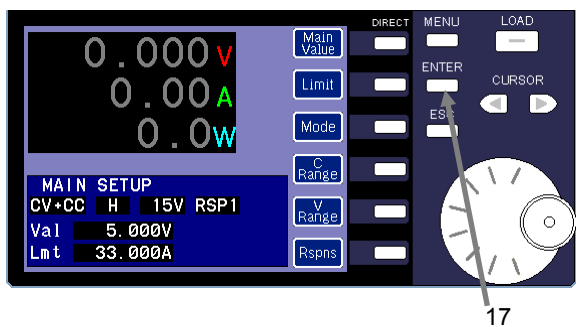 DIRECT
MENU
LOAD
0.000V
Main
Value
0.00A
Limit
ENTER
CURSOR
0.0W
Mode
ESC
C
Range
MAIN SETUP
CV+CC H 15V RSP1
V
Range
Val 5.000V
Lmt 33.000A
Rspns
17